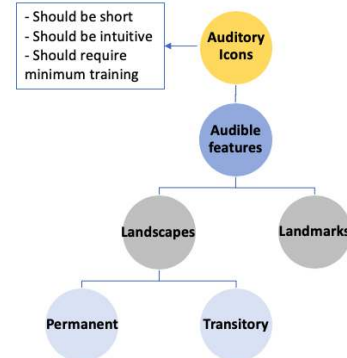 - Should be short
- Should be intuitive
- Should require
minimum training
Auditory
Icons
Audible
features
Landscapes
Landmarks
Permanent
Transitory